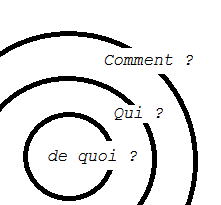 Comment ?
Qui ?
de quoi ?